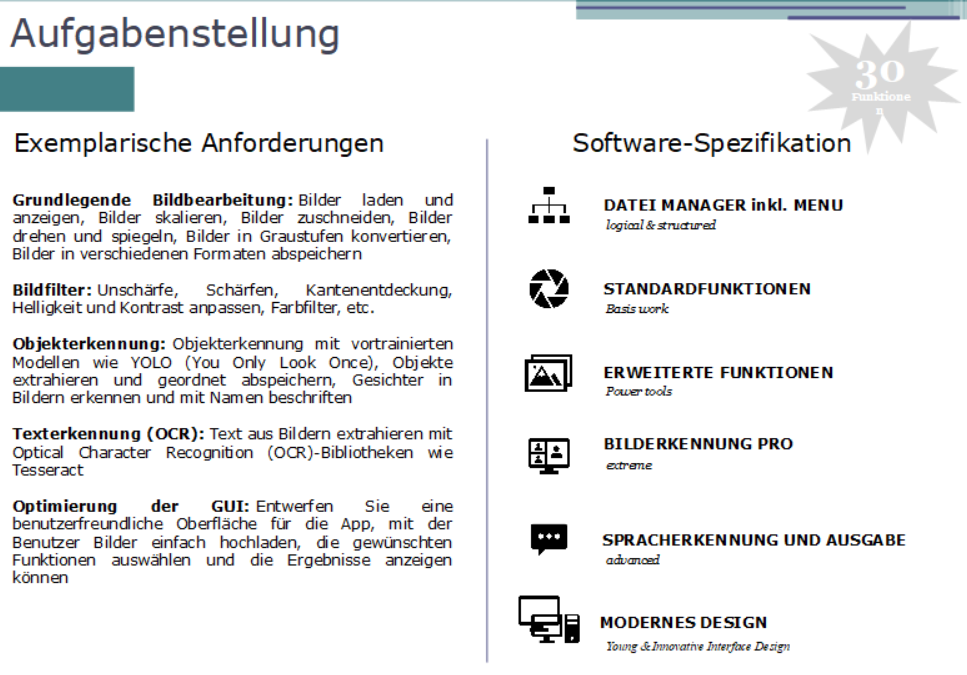 Aufgabenstellung
30
Funktione
n
Exemplarische Anforderungen
Grundlegende Bildbearbeitung: Bilder laden und
anzeigen, Bilder skalieren, Bilder zuschneiden, Bilder
drehen und spiegeln, Bilder in Graustufen konvertieren,
Bilder in verschiedenen Formaten abspeichern
Bildfilter: Unschärfe, Schärfen, Kantenentdeckung,
Helligkeit und Kontrast anpassen, Farbfilter, etc.
Objekterkennung: Objekterkennung mit vortrainierten
Modellen wie YOLO (You Only Look Once), Objekte
extrahieren und geordnet abspeichern, Gesichter in
Bildern erkennen und mit Namen beschriften
Texterkennung (OCR): Text aus Bildern extrahieren mit
Optical Character Recognition (OCR)-Bibliotheken wie
Tesseract
Optimierung der GUI: Entwerfen Sie eine
benutzerfreundliche Oberfläche für die App, mit der
Benutzer Bilder einfach hochladen, die gewünschten
Funktionen auswählen und die Ergebnisse anzeigen
können
Software-Spezifikation
DATEI MANAGER inkl. MENU
logical & structured
STANDARDFUNKTIONEN
Basis work
ERWEITERTE FUNKTIONEN
Power tools
BILDERKENNUNG PRO
extreme
SPRACHERKENNUNG UND AUSGABE
advanced
MODERNES DESIGN
Young & Innovative Interface Design